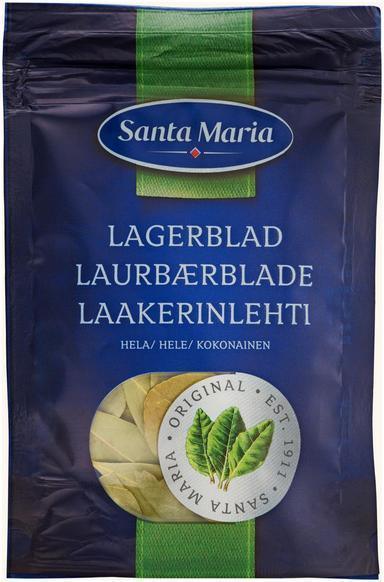 Santa Maria
LAGERBLAD
LAURBÆRBLADE
LAAKERINLEHTI
HELA/ HELE/ KOKONAINEN
ORIGINAL • EST. 1911 • SANTA MARIA •